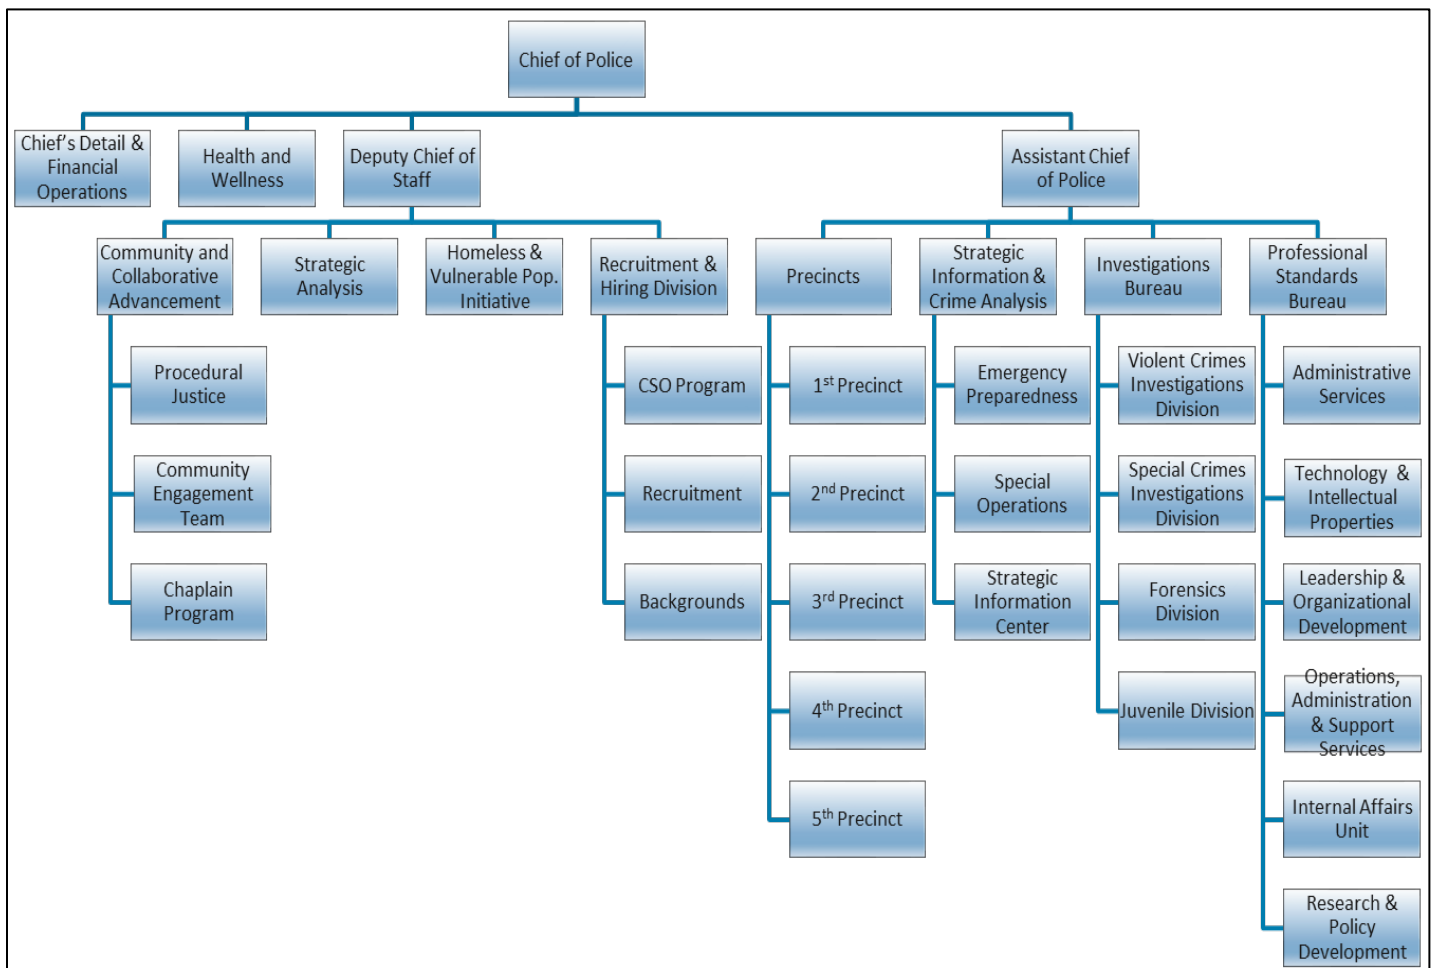 Chief of Police
Chief's Detail &
Financial
Operations
Health and
Wellness
Deputy Chief of
Staff
Assistant Chief
of Police
Community and
Collaborative
Advancement
Strategic
Analysis
Homeless &
Vulnerable Pop.
Initiative
Recruitment &
Hiring Division
Precincts
Strategic
Information &
Crime Analysis
Investigations
Bureau
Professional
Standards
Bureau
Procedural
Justice
Community
Engagement
Team
Chaplain
Program
CSO Program
Recruitment
Backgrounds
1st Precinct
2nd Precinct
3rd Precinct
4th Precinct
5th Precinct
Emergency
Preparedness
Special
Operations
Strategic
Information
Center
Violent Crimes
Investigations
Division
Special Crimes
Investigations
Division
Forensics
Division
Juvenile Division
Administrative
Services
Technology &
Intellectual
Properties
Leadership &
Organizational
Development
Operations,
Administration
& Support
Services
Internal Affairs
Unit
Research &
Policy
Development